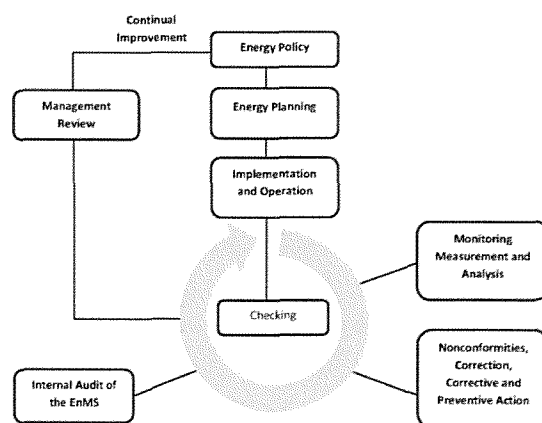 Continual
Improvement
Energy Policy
Management
Review
Energy Planning
Implementation
and Operation
Monitoring
Measurement and
Analysis
Checking
Nonconformities,
Correction,
Corrective and
Preventive Action
Internal Audit of
the EnMS